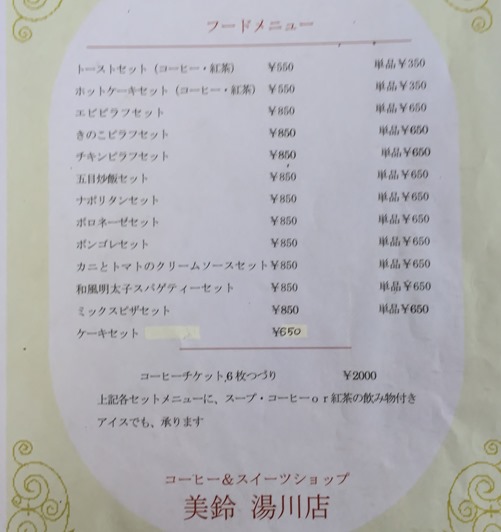 フードメニュー
トーストセット（コーヒー・紅茶） ￥550 単品￥350
ホットケーキセット（コーヒー・紅茶） ￥550 単品￥350
エビピラフセット ￥850 単品￥650
きのこピラフセット ￥850 単品￥650
チキンピラフセット ￥850 単品￥650
五目炒飯セット ￥850 単品￥650
ナポリタンセット ￥850 単品￥650
ボロネーゼセット ￥850 単品￥650
ボンゴレセット ￥850 単品￥650
カニとトマトのクリームソースセット￥850 単品￥650
和風明太子スパゲティーセット ￥850 単品￥650
ミックスピザセット ￥850 単品￥650
ケーキセット ￥650
コーヒーチケット,6枚つづり ￥2000
上記各セットメニューに、スープ・コーヒーｏｒ紅茶の飲み物付き
アイスでも、承ります
コーヒー＆スイーツショップ
美鈴 湯川店